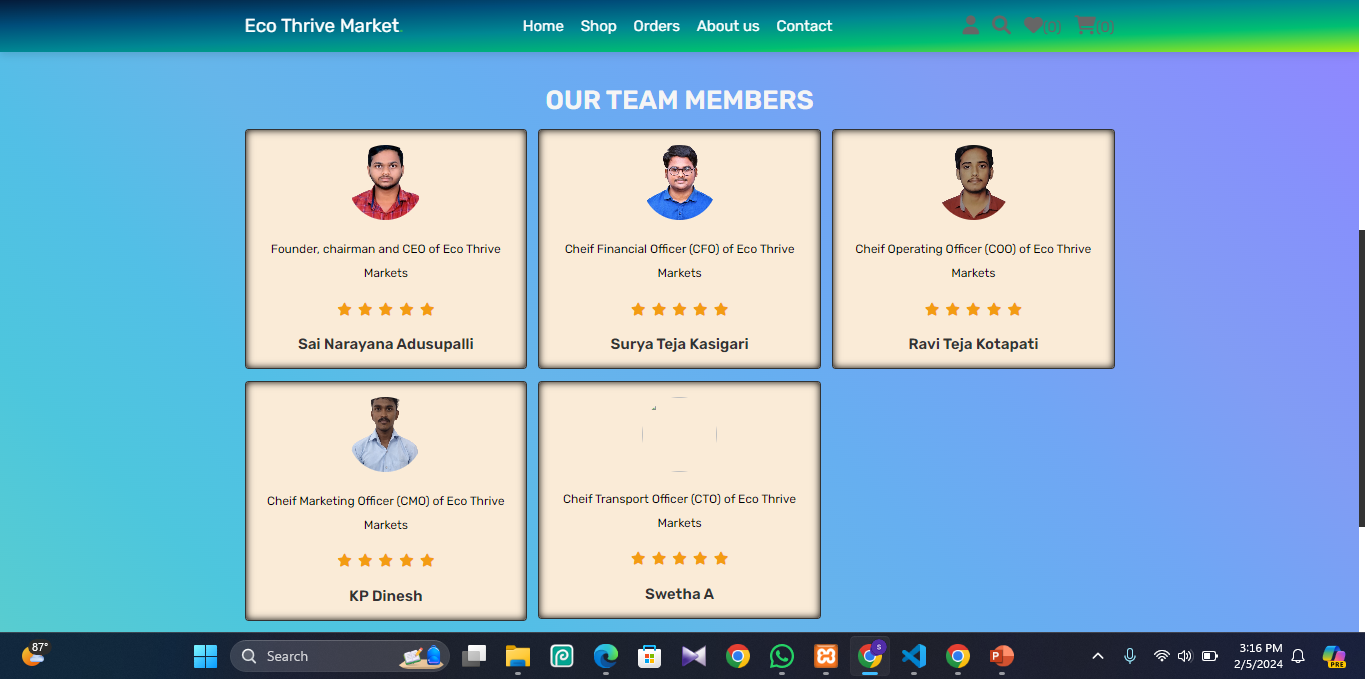 Eco Thrive Market.
Home Shop Orders About us Contact
(0) (0)
OUR TEAM MEMBERS
Founder, chairman and CEO of Eco Thrive
Markets
Sai Narayana Adusupalli
Cheif Financial Officer (CFO) of Eco Thrive
Markets
Surya Teja Kasigari
Cheif Operating Officer (COO) of Eco Thrive
Markets
Ravi Teja Kotapati
Cheif Marketing Officer (CMO) of Eco Thrive
Markets
KP Dinesh
Cheif Transport Officer (CTO) of Eco Thrive
Markets
Swetha A
87°
Search
S
P
3:16 PM
2/5/2024
PRE